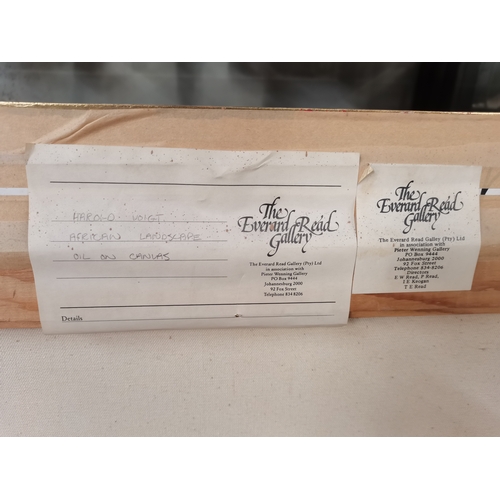 HAROLD VOIGT
AFRICAN LANDSCAPE
OIL ON CANVAS
The
Everard Read
Gallery
The Everard Read Gallery (Pty) Ltd
in association with
Pieter Wenning Gallery
PO Box 9444
Johannesburg 2000
92 Fox Street
Telephone 834-8206
Details
The
Everard Read
Gallery
The Everard Read Galley (Pty) Ltd
in association with
Pieter Wenning Gallery
PO Box 9444
Johannesburg 2000
92 Fox Street
Telephone 834-8206
Directors
E W Read, P Read,
I E Keogan
T E Read